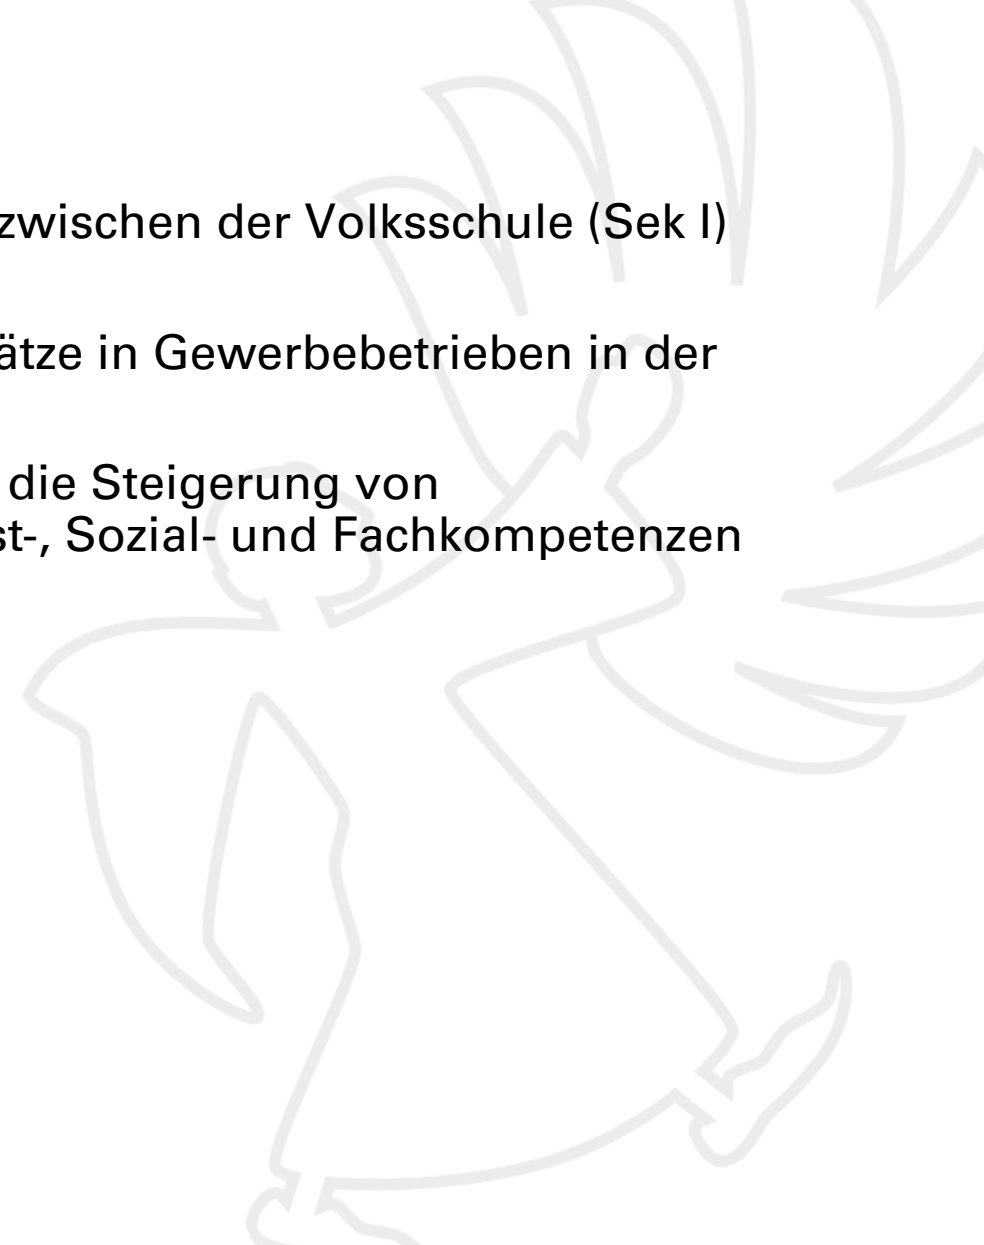 zwischen der Volksschule (Sek I)
ätze in Gewerbebetrieben in der
die Steigerung von
st-, Sozial- und Fachkompetenzen